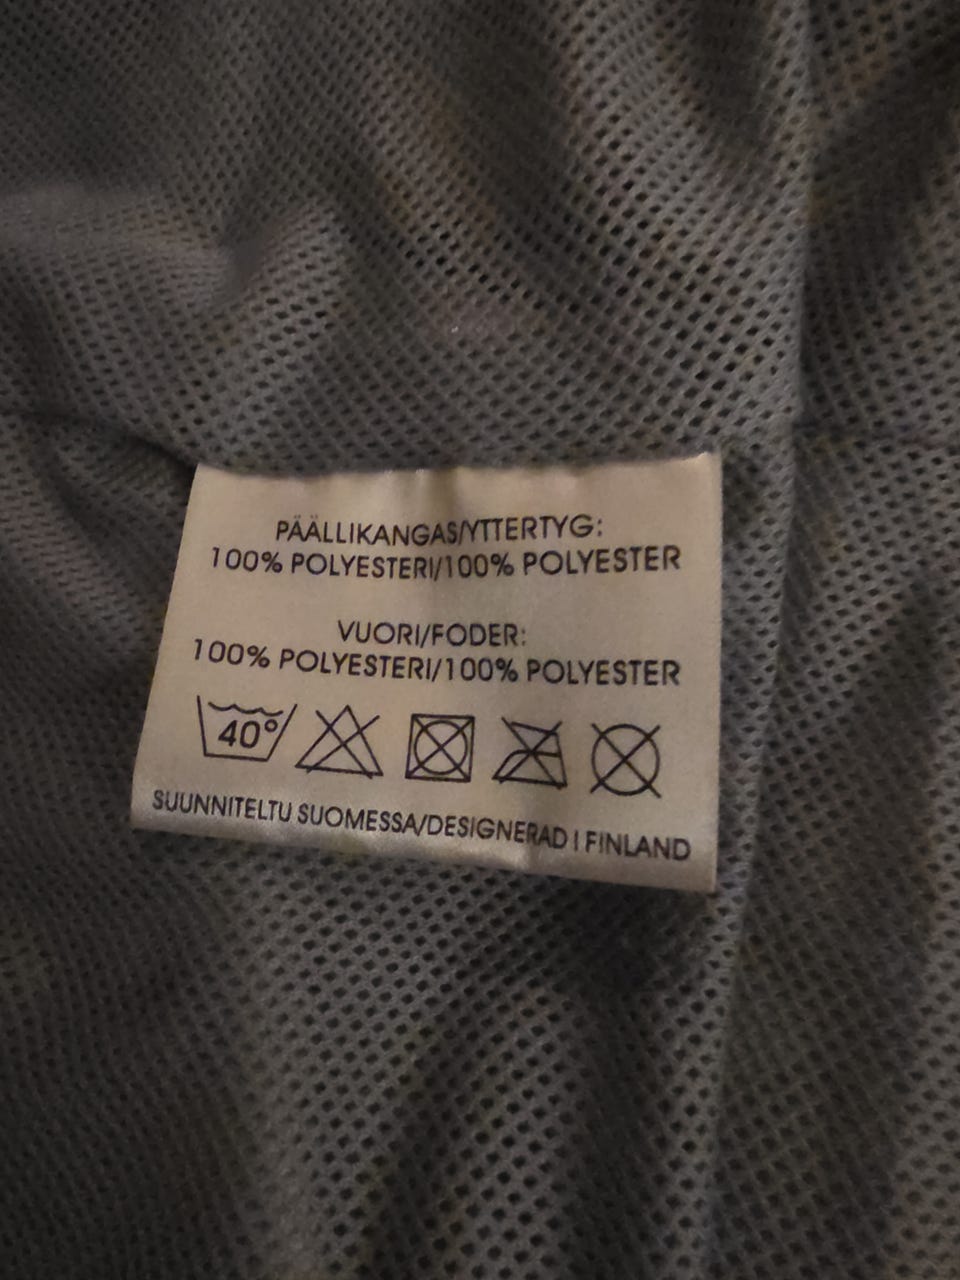 PÄÄLLIKANGAS/YTTERTYG:
100% POLYESTERI/100% POLYESTER
VUORI/FODER:
100% POLYESTERI/100% POLYESTER
40°
SUUNNITELTU SUOMESSA/DESIGNERAD I FINLAND